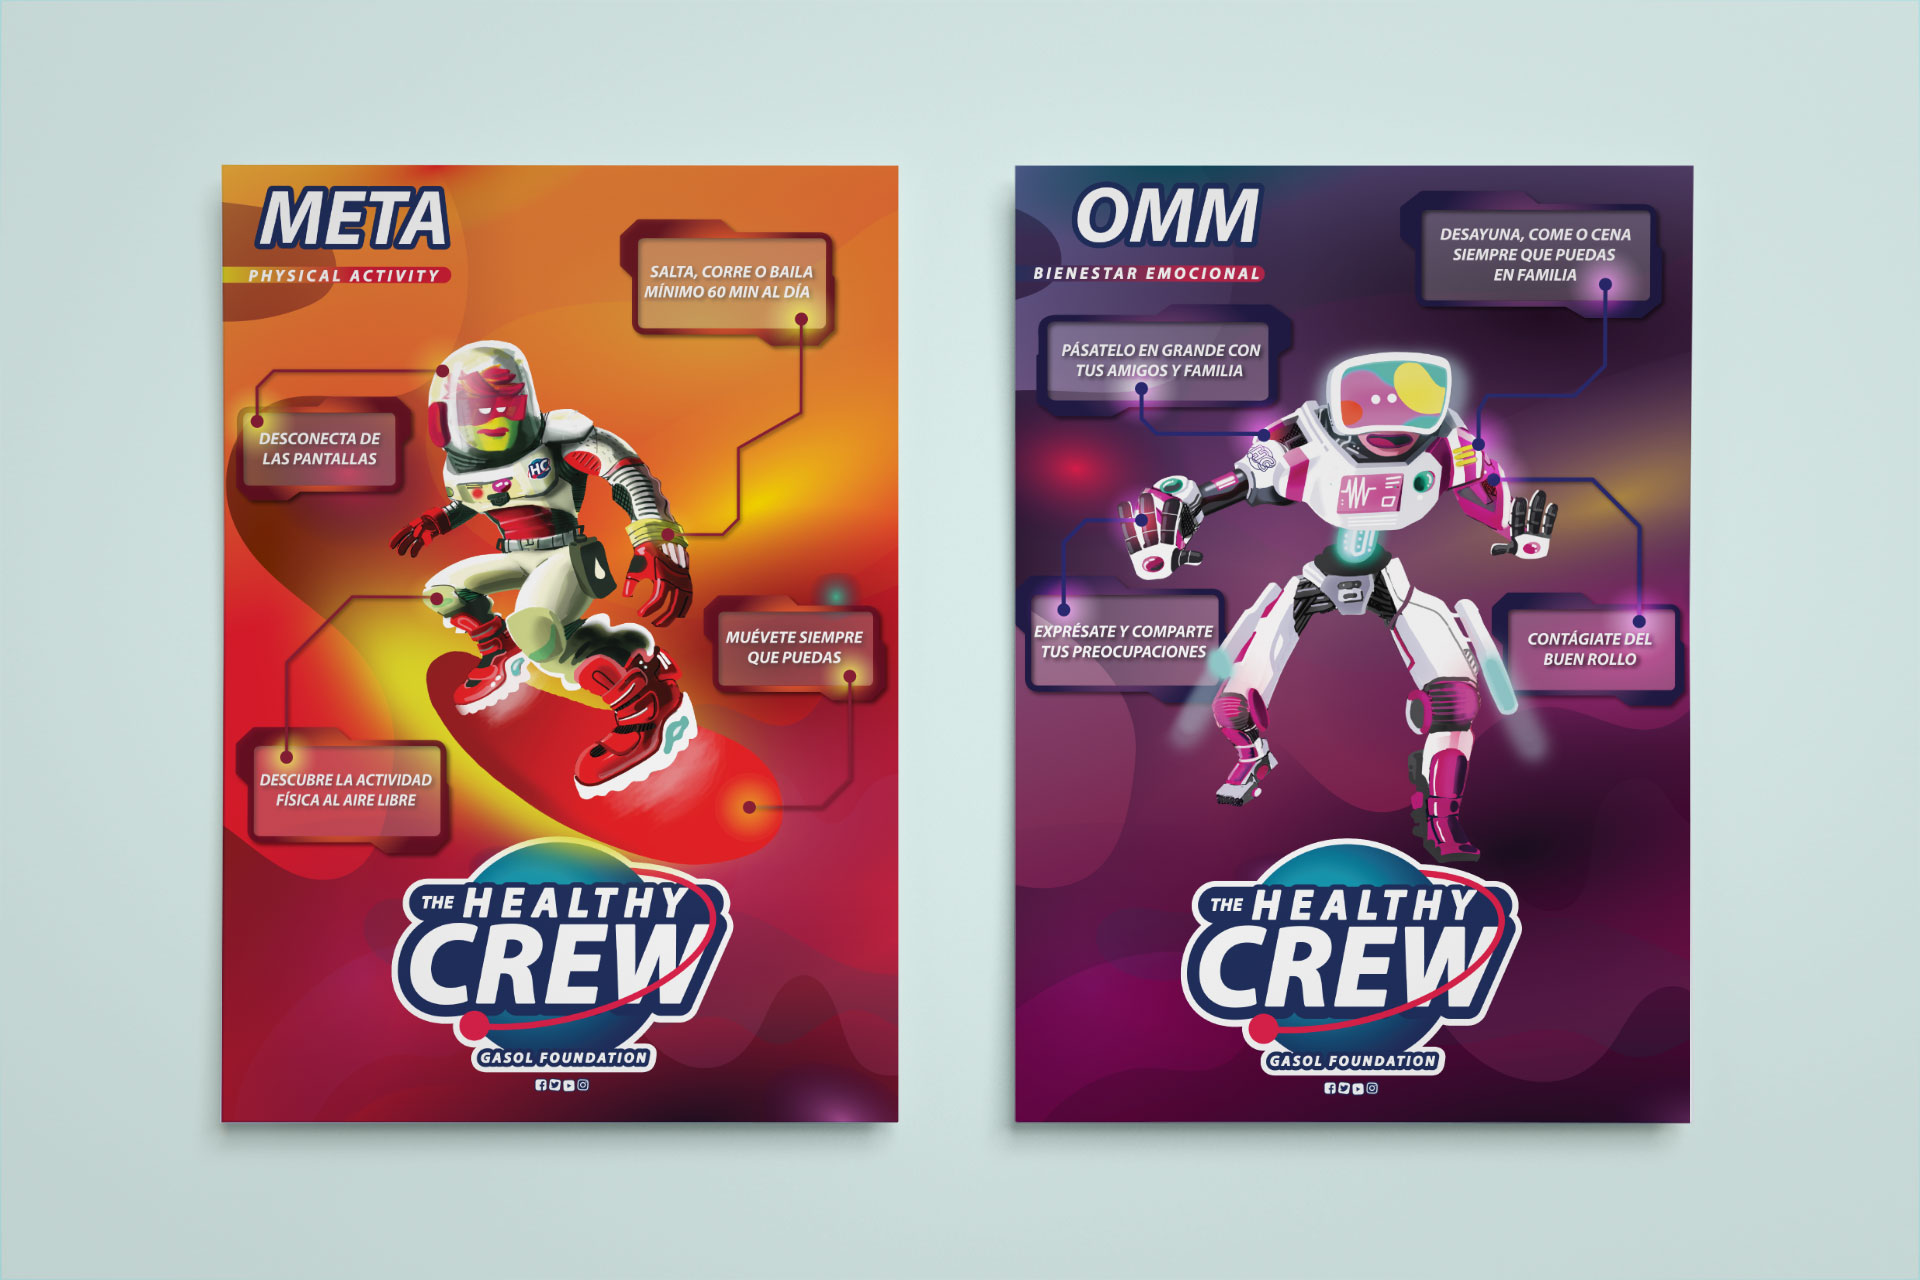 META
PHYSICAL ACTIVITY
SALTA, CORRE O BAILA
MÍNIMO 60 MIN AL DÍA
DESCONECTA DE
LAS PANTALLAS
HC
MUÉVETE SIEMPRE
QUE PUEDAS
DESCUBRE LA ACTIVIDAD
FÍSICA AL AIRE LIBRE
THE HEALTHY
CREW
GASOL FOUNDATION
OMM
BIENESTAR EMOCIONAL
DESAYUNA, COME O CENA
SIEMPRE QUE PUEDAS
EN FAMILIA
PÁSATELO EN GRANDE CON
TUS AMIGOS Y FAMILIA
HC
EXPRÉSATE Y COMPARTE
TUS PREOCUPACIONES
CONTÁGIATE DEL
BUEN ROLLO
THE HEALTHY
CREW
GASOL FOUNDATION